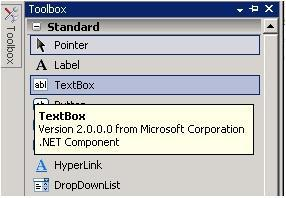 Toolbox
Toolbox
Standard
Pointer
A Label
abl TextBox
TextBox
Version 2.0.0.0 from Microsoft Corporation
.NET Component
A HyperLink
DropDownList